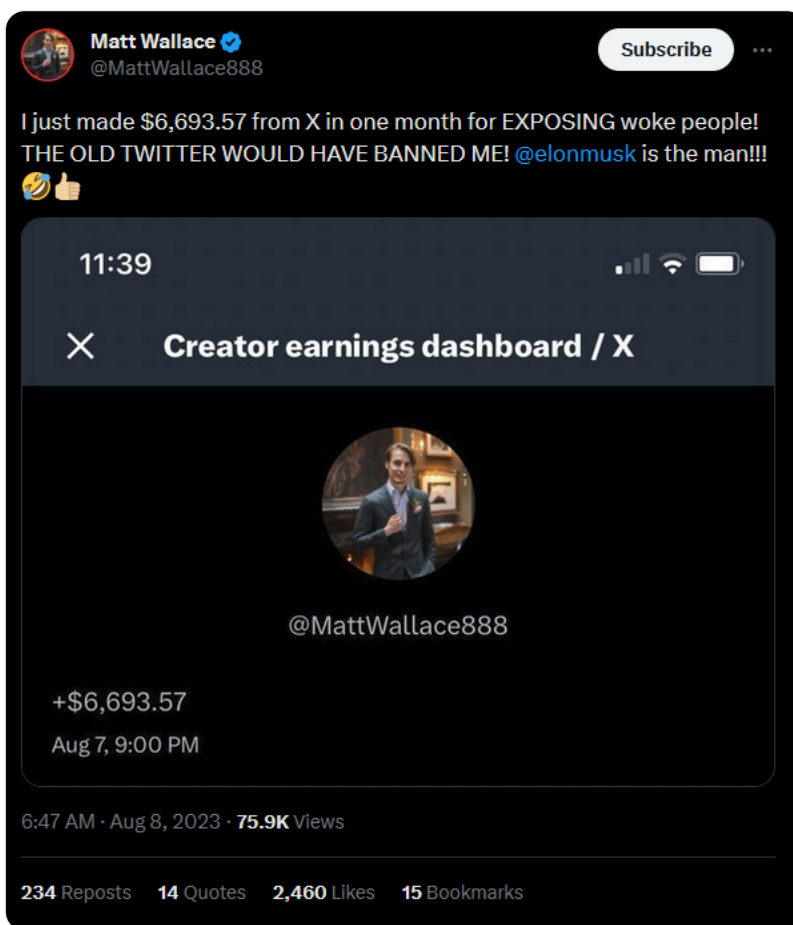 Matt Wallace
@MattWallace888
Subscribe
I just made $6,693.57 from X in one month for EXPOSING woke people!
THE OLD TWITTER WOULD HAVE BANNED ME! @elonmusk is the man!!!
🤣👍🏼
11:39
Creator earnings dashboard / X
@MattWallace888
+$6,693.57
Aug 7, 9:00 PM
6:47 AM · Aug 8, 2023 · 75.9K Views
234 Reposts 14 Quotes 2,460 Likes 15 Bookmarks